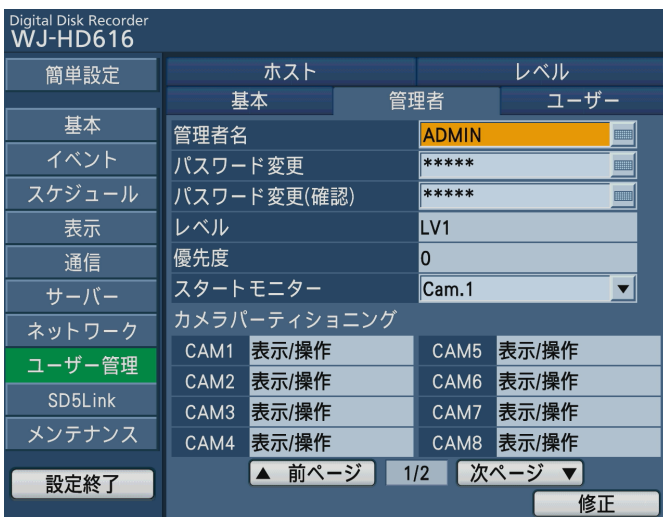 Digital Disk Recorder
WJ-HD616
簡単設定
基本
イベント
スケジュール
表示
通信
サーバー
ネットワーク
ユーザー管理
SD5Link
メンテナンス
設定終了
ホスト レベル
基本 管理者 ユーザー
管理者名 ADMIN
パスワード変更 *****
パスワード変更(確認) *****
レベル LV1
優先度 0
スタートモニター Cam.1 ▼
カメラパーティショニング
CAM1 表示/操作 CAM5 表示/操作
CAM2 表示/操作 CAM6 表示/操作
CAM3 表示/操作 CAM7 表示/操作
CAM4 表示/操作 CAM8 表示/操作
▲ 前ページ 1/2 次ページ ▼
修正